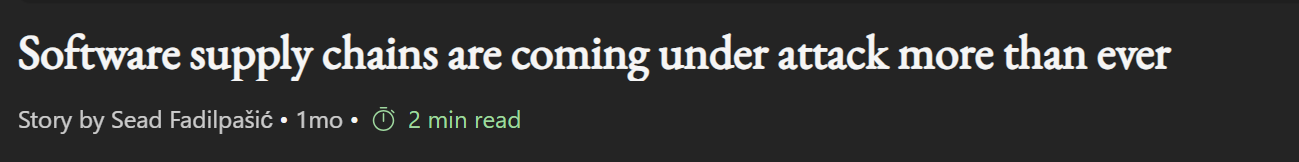 Software supply chains are coming under attack more than ever
Story by Sead Fadilpašić • 1mo • 2 min read